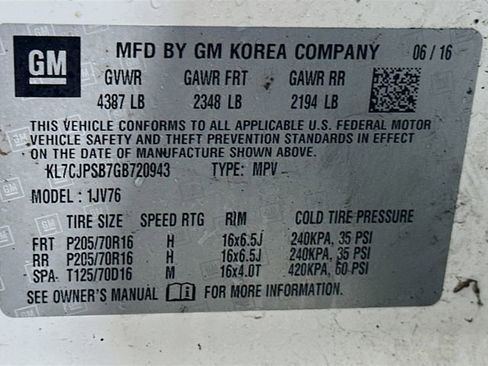 GM MFD BY GM KOREA COMPANY 06/16
GVWR GAWR FRT GAWR RR
4387 LB 2348 LB 2194 LB
THIS VEHICLE CONFORMS TO ALL APPLICABLE U.S. FEDERAL MOTOR
VEHICLE SAFETY AND THEFT PREVENTION STANDARDS IN EFFECT
ON THE DATE OF MANUFACTURE SHOWN ABOVE.
KL7CJPSB7GB720943 TYPE: MPV
MODEL: 1JV76
TIRE SIZE SPEED RTG RIM COLD TIRE PRESSURE
FRT P205/70R16 H 16x6.5J 240KPA, 35 PSI
RR P205/70R16 H 16x6.5J 240KPA, 35 PSI
SPA T125/70D16 M 16x4.0T 420KPA, 60 PSI
SEE OWNER'S MANUAL FOR MORE INFORMATION.